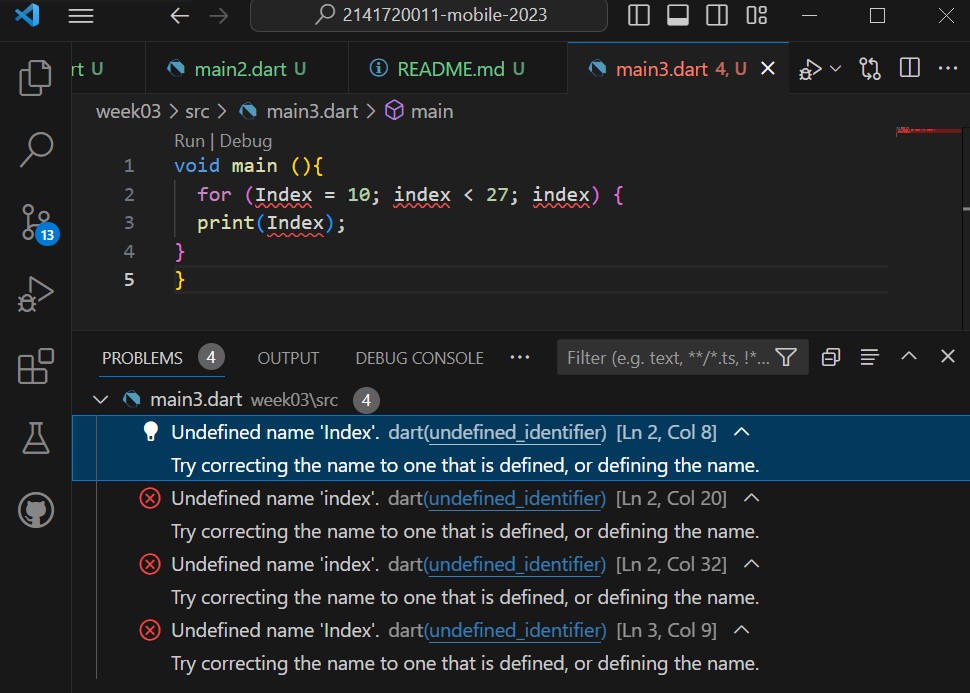 2141720011-mobile-2023
rt U
main2.dart U
README.md U
main3.dart 4, U
week03 > src > main3.dart > main
Run | Debug
1 void main (){
2 for (Index = 10; index < 27; index) {
3 print(Index);
4 }
5 }
13
PROBLEMS 4 OUTPUT DEBUG CONSOLE ··· Filter (e.g. text, **/*.ts, !*...
main3.dart week03\src 4
Undefined name 'Index'. dart(undefined_identifier) [Ln 2, Col 8]
Try correcting the name to one that is defined, or defining the name.
Undefined name 'index'. dart(undefined_identifier) [Ln 2, Col 20]
Try correcting the name to one that is defined, or defining the name.
Undefined name 'index'. dart(undefined_identifier) [Ln 2, Col 32]
Try correcting the name to one that is defined, or defining the name.
Undefined name 'Index'. dart(undefined_identifier) [Ln 3, Col 9]
Try correcting the name to one that is defined, or defining the name.